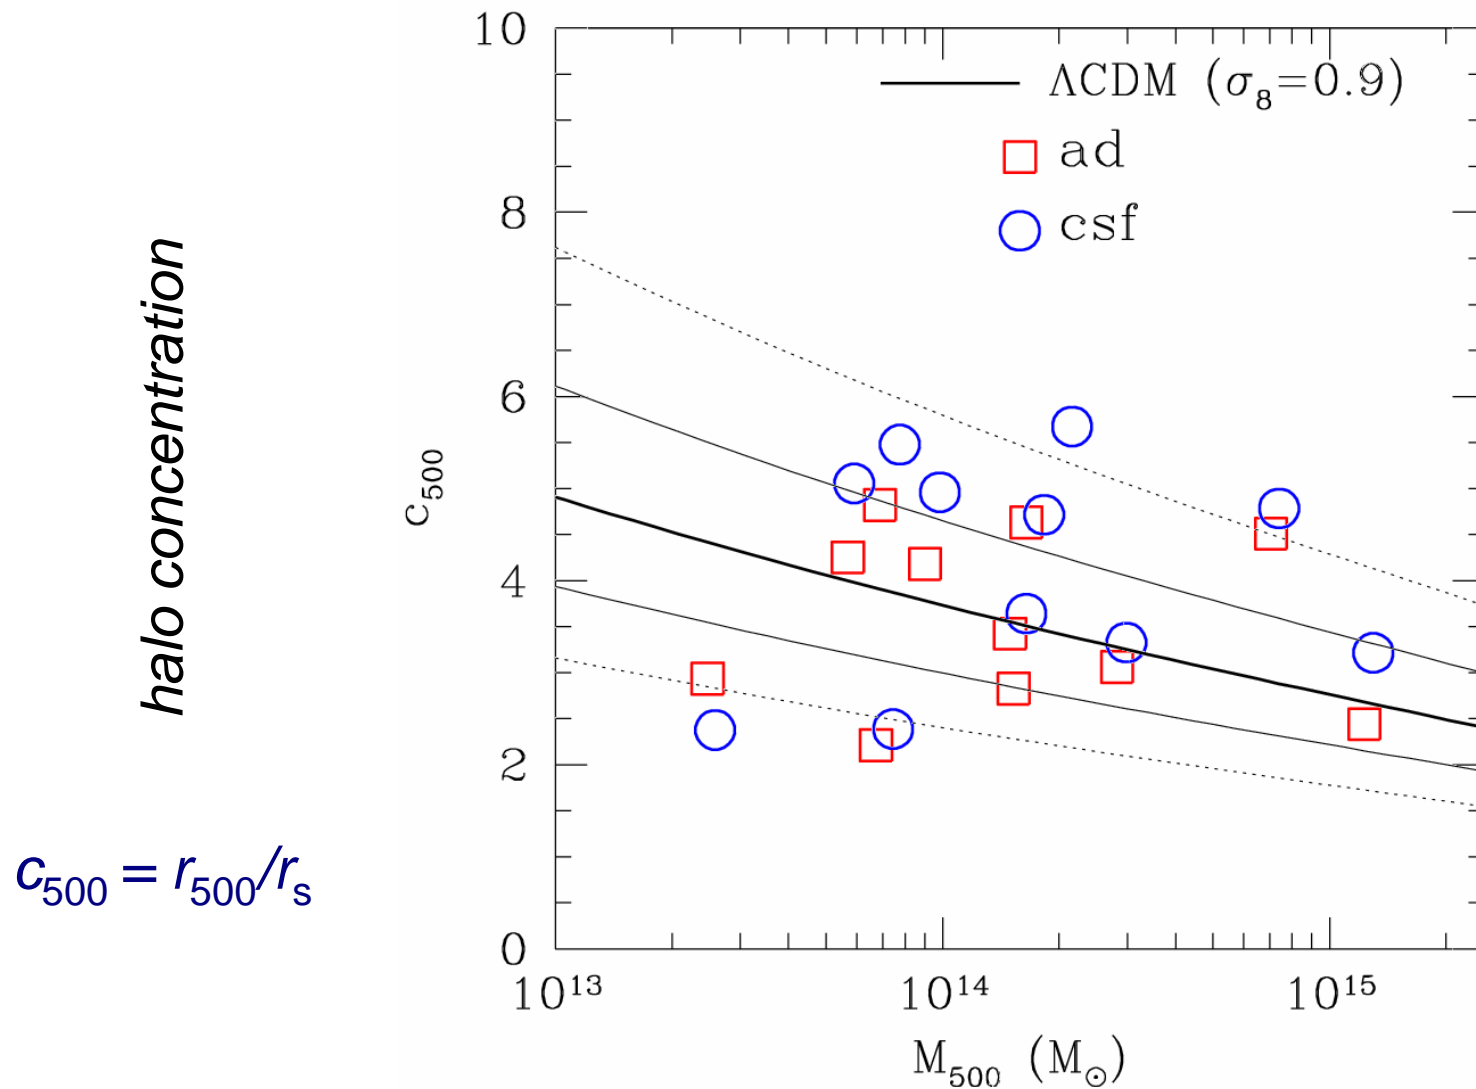 halo concentration
c500 = r500/rs
10
8
6
4
2
0
c500
ΛCDM (σ8=0.9)
ad
csf
10¹³
10¹⁴
10¹⁵
M500 (M⊙)